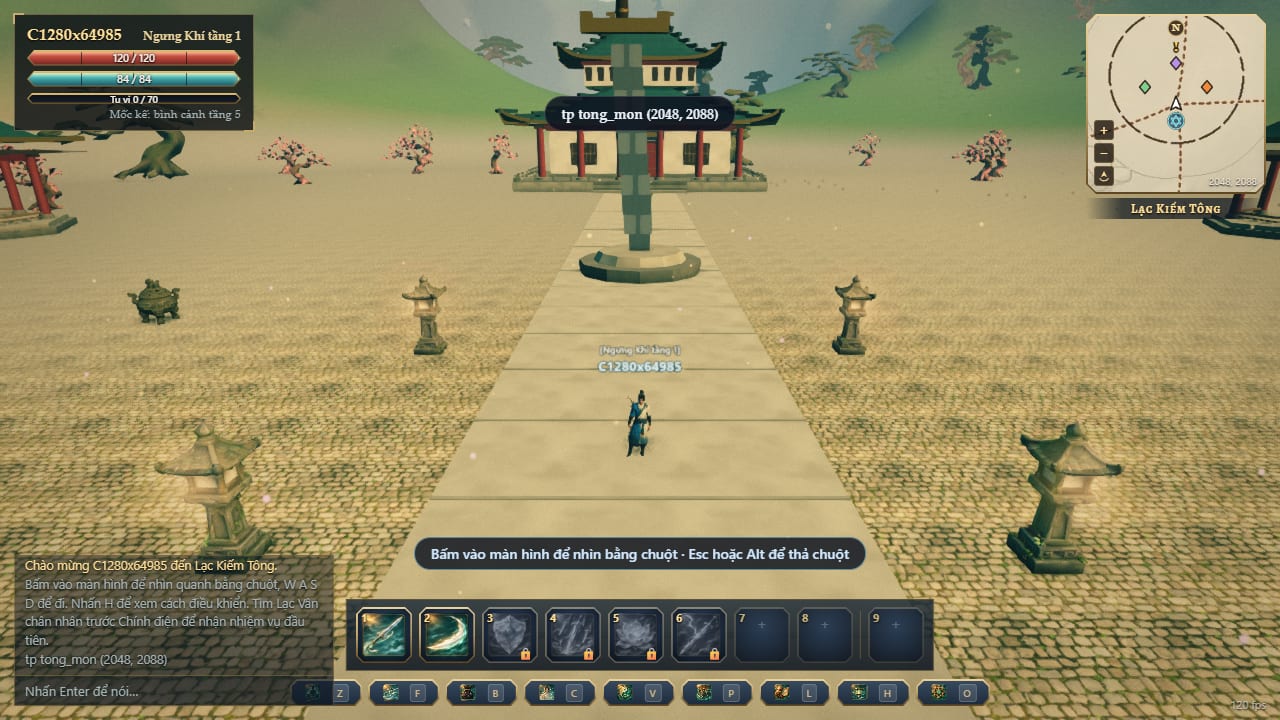 C1280x64985
Ngưng Khí tầng 1
120 / 120
84 / 84
Tu vi 0 / 70
Mốc kế: bình cảnh tầng 5
tp tong_mon (2048, 2088)
N
+
−
2048, 2088
Lạc Kiếm Tông
(Ngưng Khí tầng 1)
C1280x64985
Bấm vào màn hình để nhìn bằng chuột · Esc hoặc Alt để thả chuột
Chào mừng C1280x64985 đến Lạc Kiếm Tông.
Bấm vào màn hình để nhìn quanh bằng chuột, W A S
D để đi. Nhấn H để xem cách điều khiển. Tìm Lạc Vân
chân nhân trước Chính điện để nhận nhiệm vụ đầu
tiên.
tp tong_mon (2048, 2088)
Nhấn Enter để nói...
1 2 3 4 5 6 7 8 9
Z F B C V P L H O
120 fps